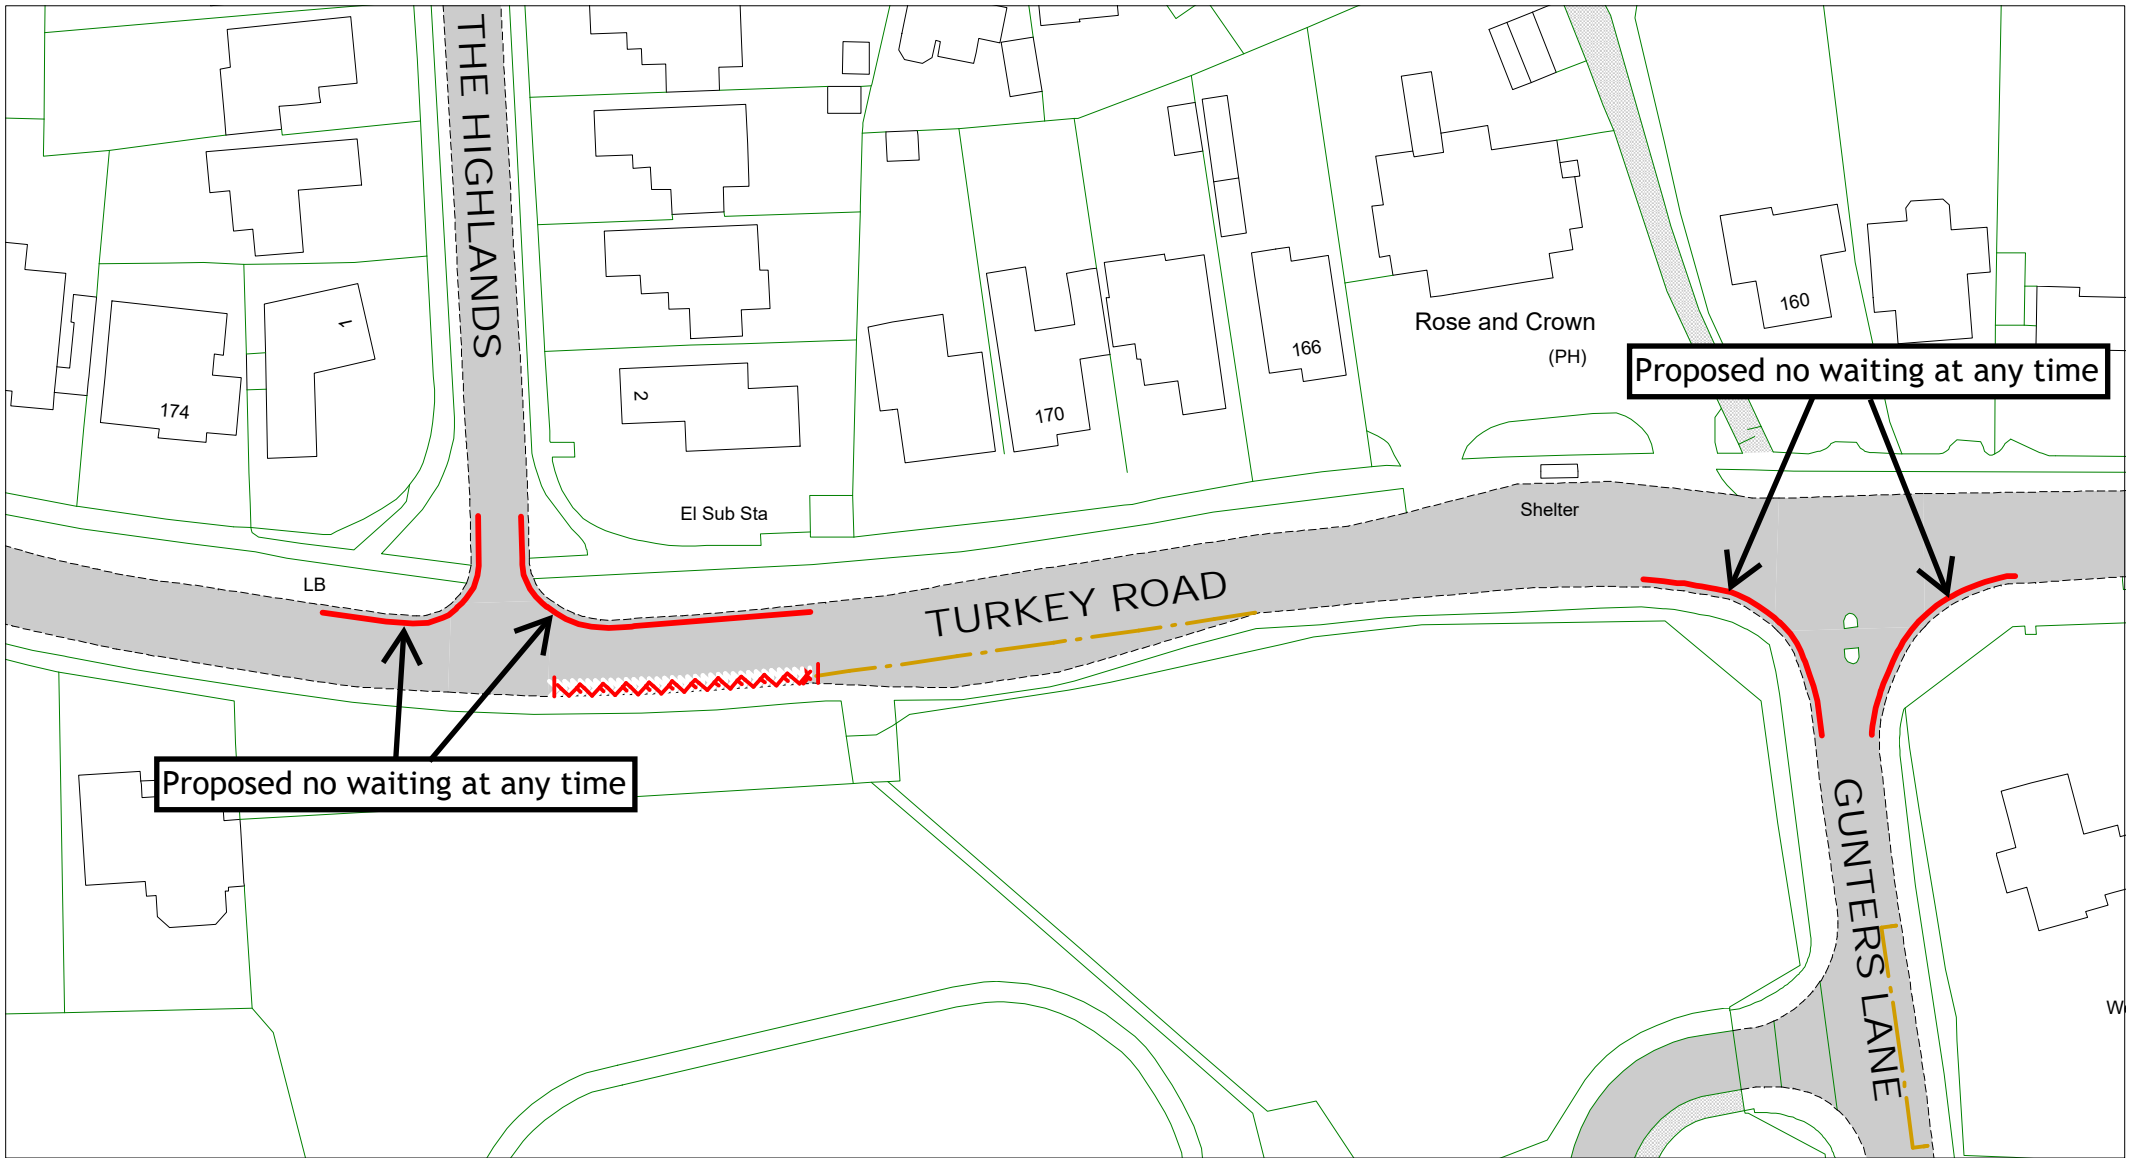 THE HIGHLANDS
1
174
2
170
166
Rose and Crown
(PH)
160
Proposed no waiting at any time
El Sub Sta
Shelter
LB
TURKEY ROAD
Proposed no waiting at any time
GUNTERS LANE